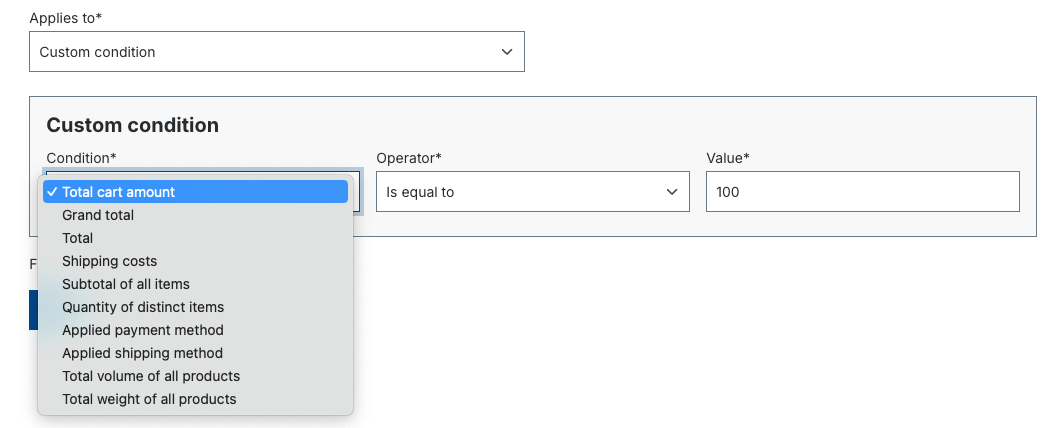 Applies to*
Custom condition
Custom condition
Condition*
Operator*
Value*
Total cart amount
Is equal to
100
Grand total
Total
Shipping costs
F
Subtotal of all items
Quantity of distinct items
Applied payment method
Applied shipping method
Total volume of all products
Total weight of all products